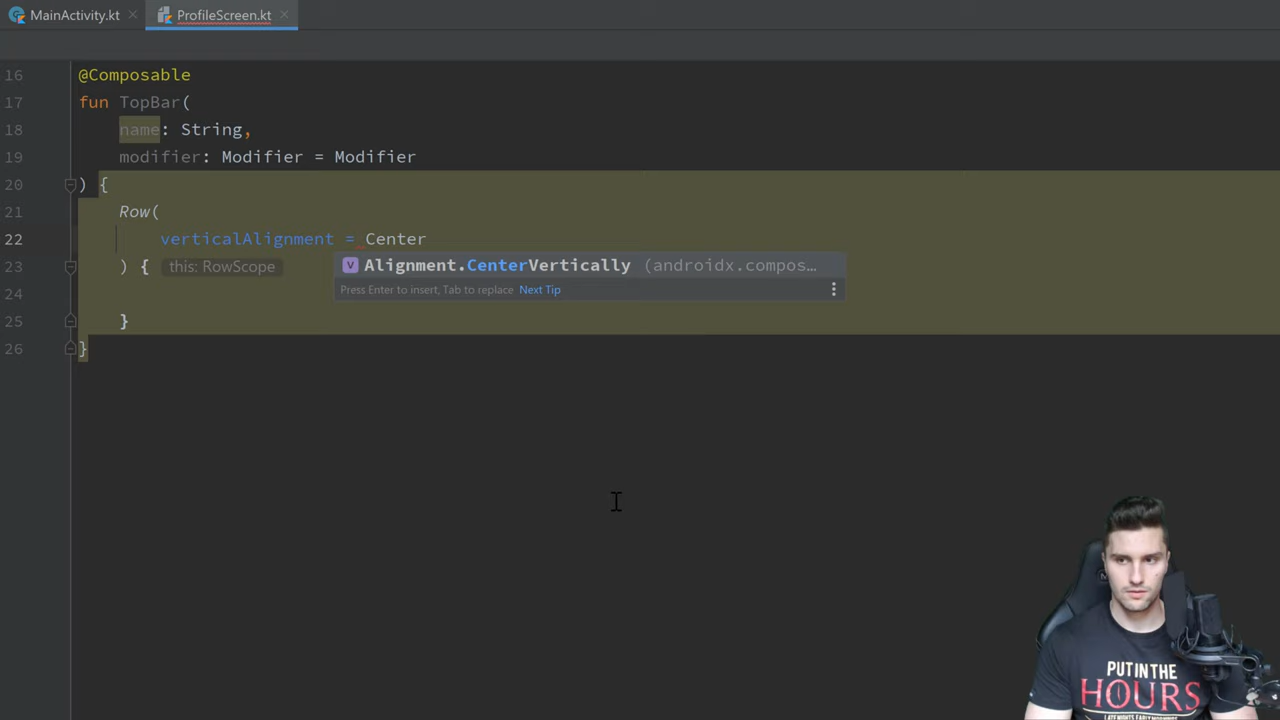 MainActivity.kt
ProfileScreen.kt
16 @Composable
17 fun TopBar(
18 name: String,
19 modifier: Modifier = Modifier
20 ) {
21 Row(
22 verticalAlignment = Center
23 ) { this: RowScope
Alignment.CenterVertically (androidx.compos…
24
Press Enter to insert, Tab to replace Next Tip
25 }
26 }
PUT IN THE
HOURS